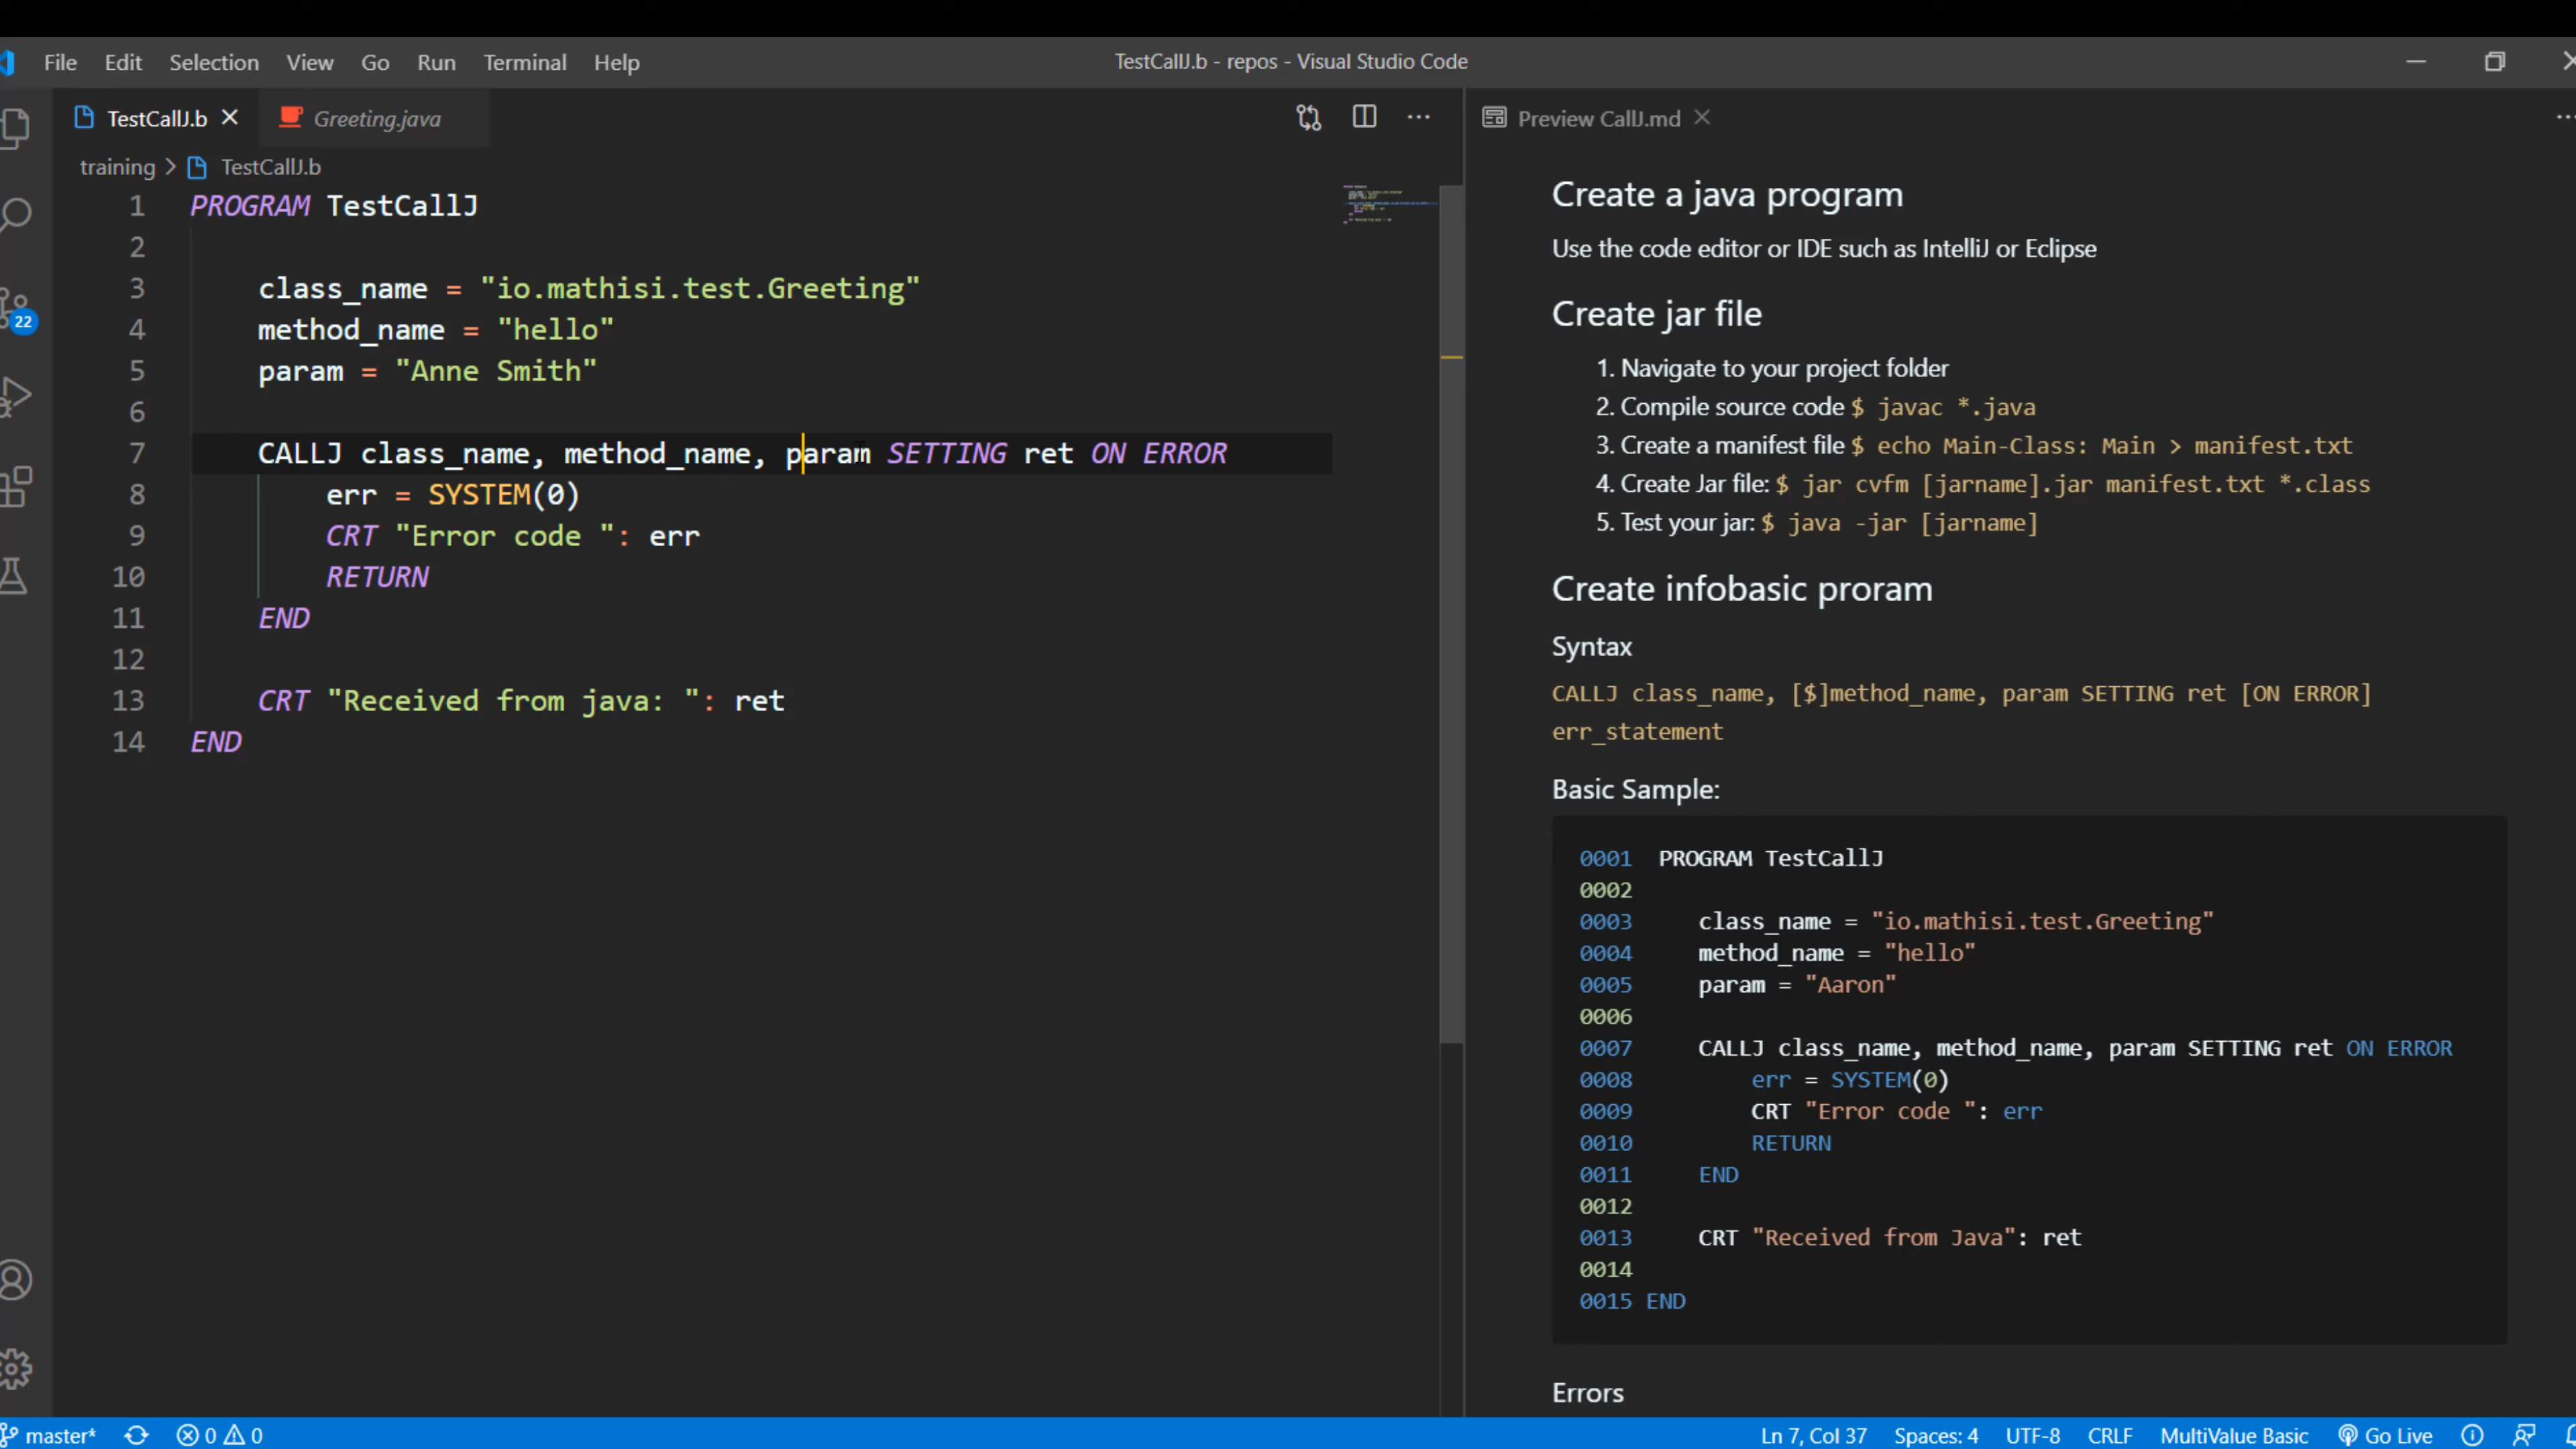 File Edit Selection View Go Run Terminal Help
TestCallJ.b - repos - Visual Studio Code
TestCallJ.b Greeting.java
training > TestCallJ.b
22
1 PROGRAM TestCallJ
2
3 class_name = "io.mathisi.test.Greeting"
4 method_name = "hello"
5 param = "Anne Smith"
6
7 CALLJ class_name, method_name, param SETTING ret ON ERROR
8 err = SYSTEM(0)
9 CRT "Error code ": err
10 RETURN
11 END
12
13 CRT "Received from java: ": ret
14 END
Preview CallJ.md
Create a java program
Use the code editor or IDE such as IntelliJ or Eclipse
Create jar file
1. Navigate to your project folder
2. Compile source code $ javac *.java
3. Create a manifest file $ echo Main-Class: Main > manifest.txt
4. Create Jar file: $ jar cvfm [jarname].jar manifest.txt *.class
5. Test your jar: $ java -jar [jarname]
Create infobasic proram
Syntax
CALLJ class_name, [$]method_name, param SETTING ret [ON ERROR]
err_statement
Basic Sample:
0001 PROGRAM TestCallJ
0002
0003 class_name = "io.mathisi.test.Greeting"
0004 method_name = "hello"
0005 param = "Aaron"
0006
0007 CALLJ class_name, method_name, param SETTING ret ON ERROR
0008 err = SYSTEM(0)
0009 CRT "Error code ": err
0010 RETURN
0011 END
0012
0013 CRT "Received from Java": ret
0014
0015 END
Errors
master* 0 0 Ln 7, Col 37 Spaces: 4 UTF-8 CRLF MultiValue Basic Go Live